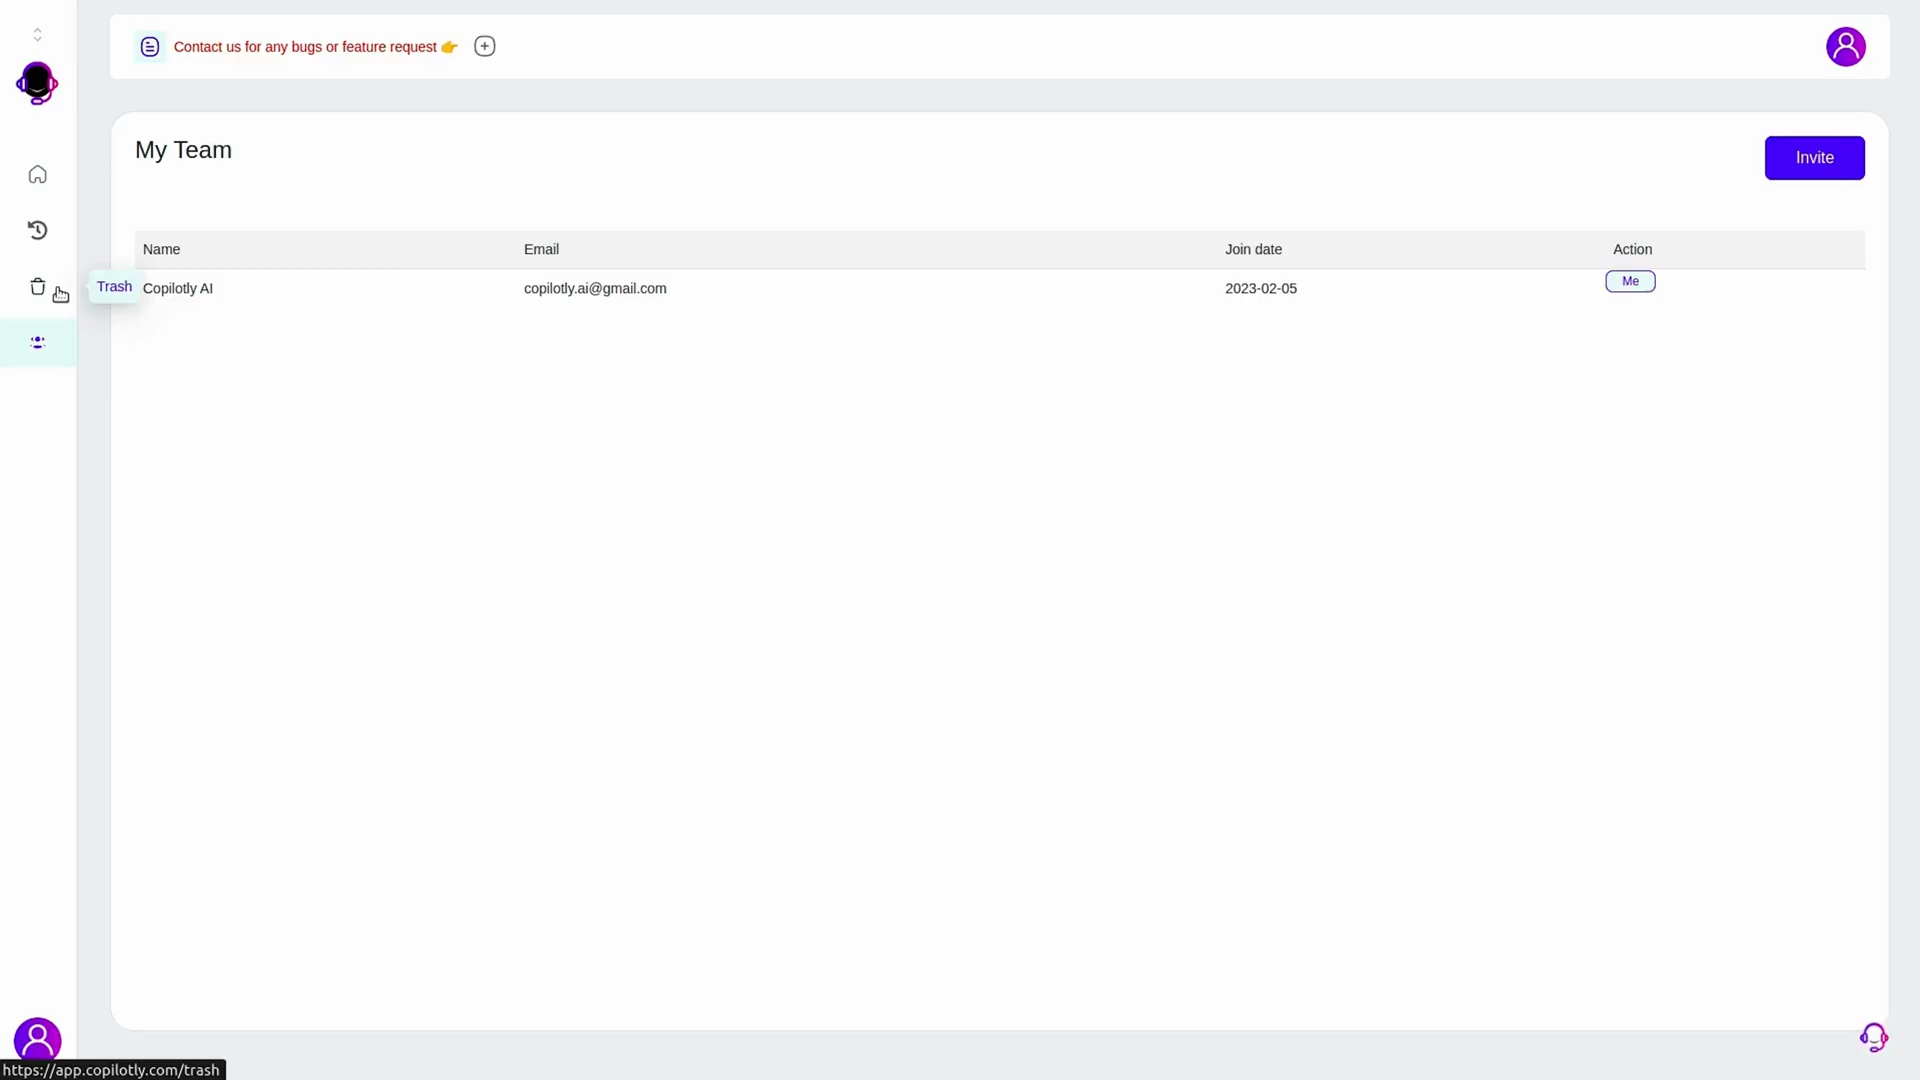 Contact us for any bugs or feature request 👉
My Team
Invite
Name Email Join date Action
Trash
Copilotly AI copilotly.ai@gmail.com 2023-02-05 Me
https://app.copilotly.com/trash